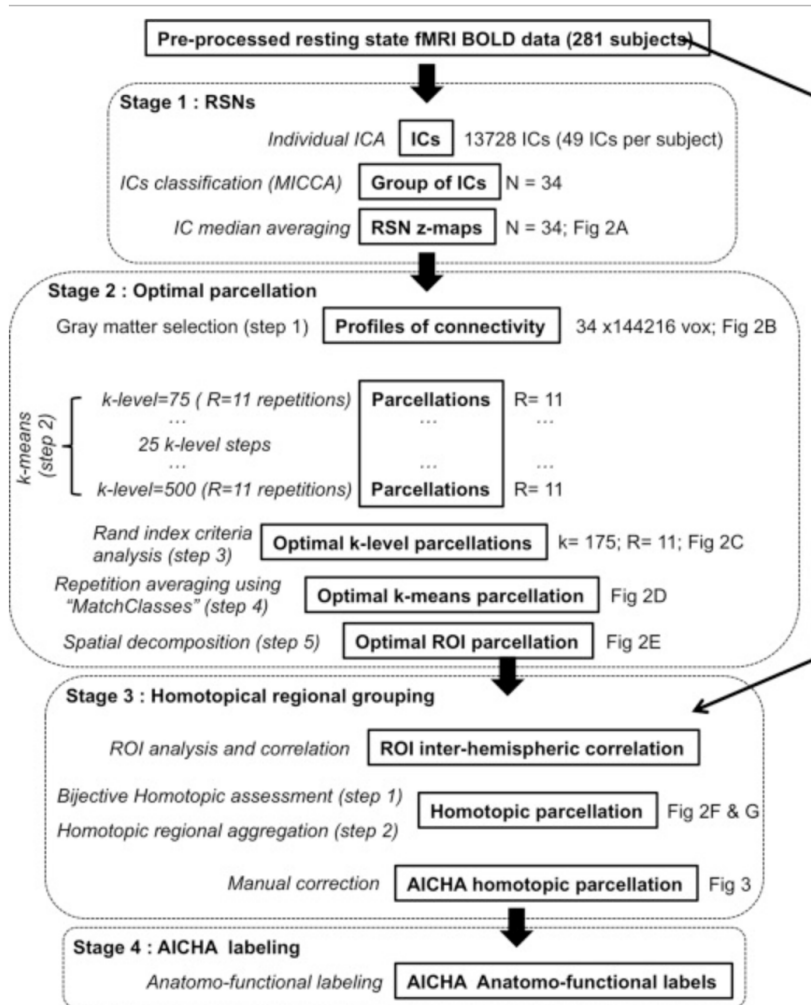 Pre-processed resting state fMRI BOLD data (281 subjects)
Stage 1 : RSNs
Individual ICA ICs 13728 ICs (49 ICs per subject)
ICs classification (MICCA) Group of ICs N = 34
IC median averaging RSN z-maps N = 34; Fig 2A
Stage 2 : Optimal parcellation
Gray matter selection (step 1) Profiles of connectivity 34 x144216 vox; Fig 2B
k-means
(step 2)
k-level=75 ( R=11 repetitions) Parcellations R= 11
... ... ...
25 k-level steps
... ... ...
k-level=500 (R=11 repetitions) Parcellations R= 11
Rand index criteria
analysis (step 3) Optimal k-level parcellations k= 175; R= 11; Fig 2C
Repetition averaging using
“MatchClasses” (step 4) Optimal k-means parcellation Fig 2D
Spatial decomposition (step 5) Optimal ROI parcellation Fig 2E
Stage 3 : Homotopical regional grouping
ROI analysis and correlation ROI inter-hemispheric correlation
Bijective Homotopic assessment (step 1)
Homotopic parcellation Fig 2F & G
Homotopic regional aggregation (step 2)
Manual correction AICHA homotopic parcellation Fig 3
Stage 4 : AICHA labeling
Anatomo-functional labeling AICHA Anatomo-functional labels